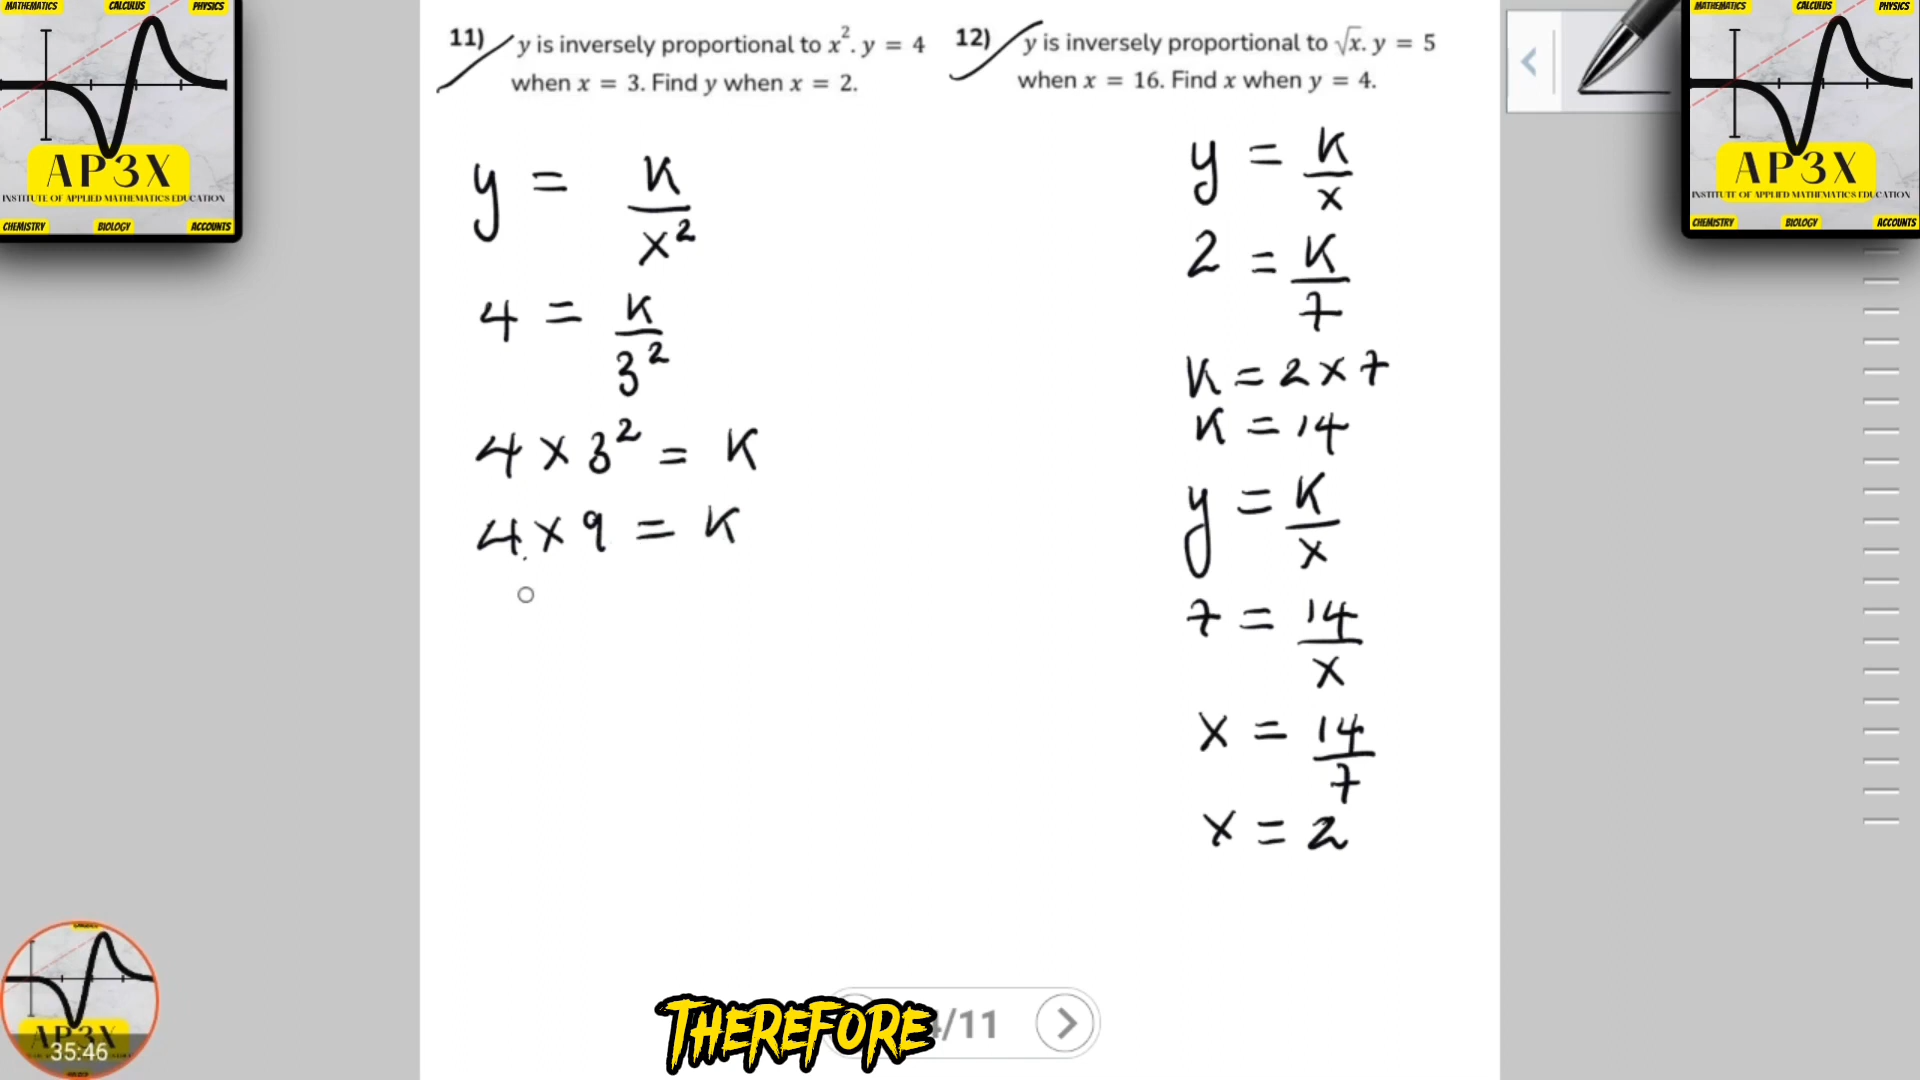 MATHEMATICS CALCULUS PHYSICS
AP3X
INSTITUTE OF APPLIED MATHEMATICS EDUCATION
CHEMISTRY BIOLOGY ACCOUNTS
11) y is inversely proportional to x². y = 4
when x = 3. Find y when x = 2.
y = K/x²
4 = K/3²
4 × 3² = K
4 × 9 = K
12) y is inversely proportional to √x. y = 5
when x = 16. Find x when y = 4.
y = K/x
2 = K/7
K = 2 × 7
K = 14
y = K/x
7 = 14/x
x = 14/7
x = 2
MATHEMATICS CALCULUS PHYSICS
AP3X
INSTITUTE OF APPLIED MATHEMATICS EDUCATION
CHEMISTRY BIOLOGY ACCOUNTS
AP3X
35:46
THEREFORE
/11